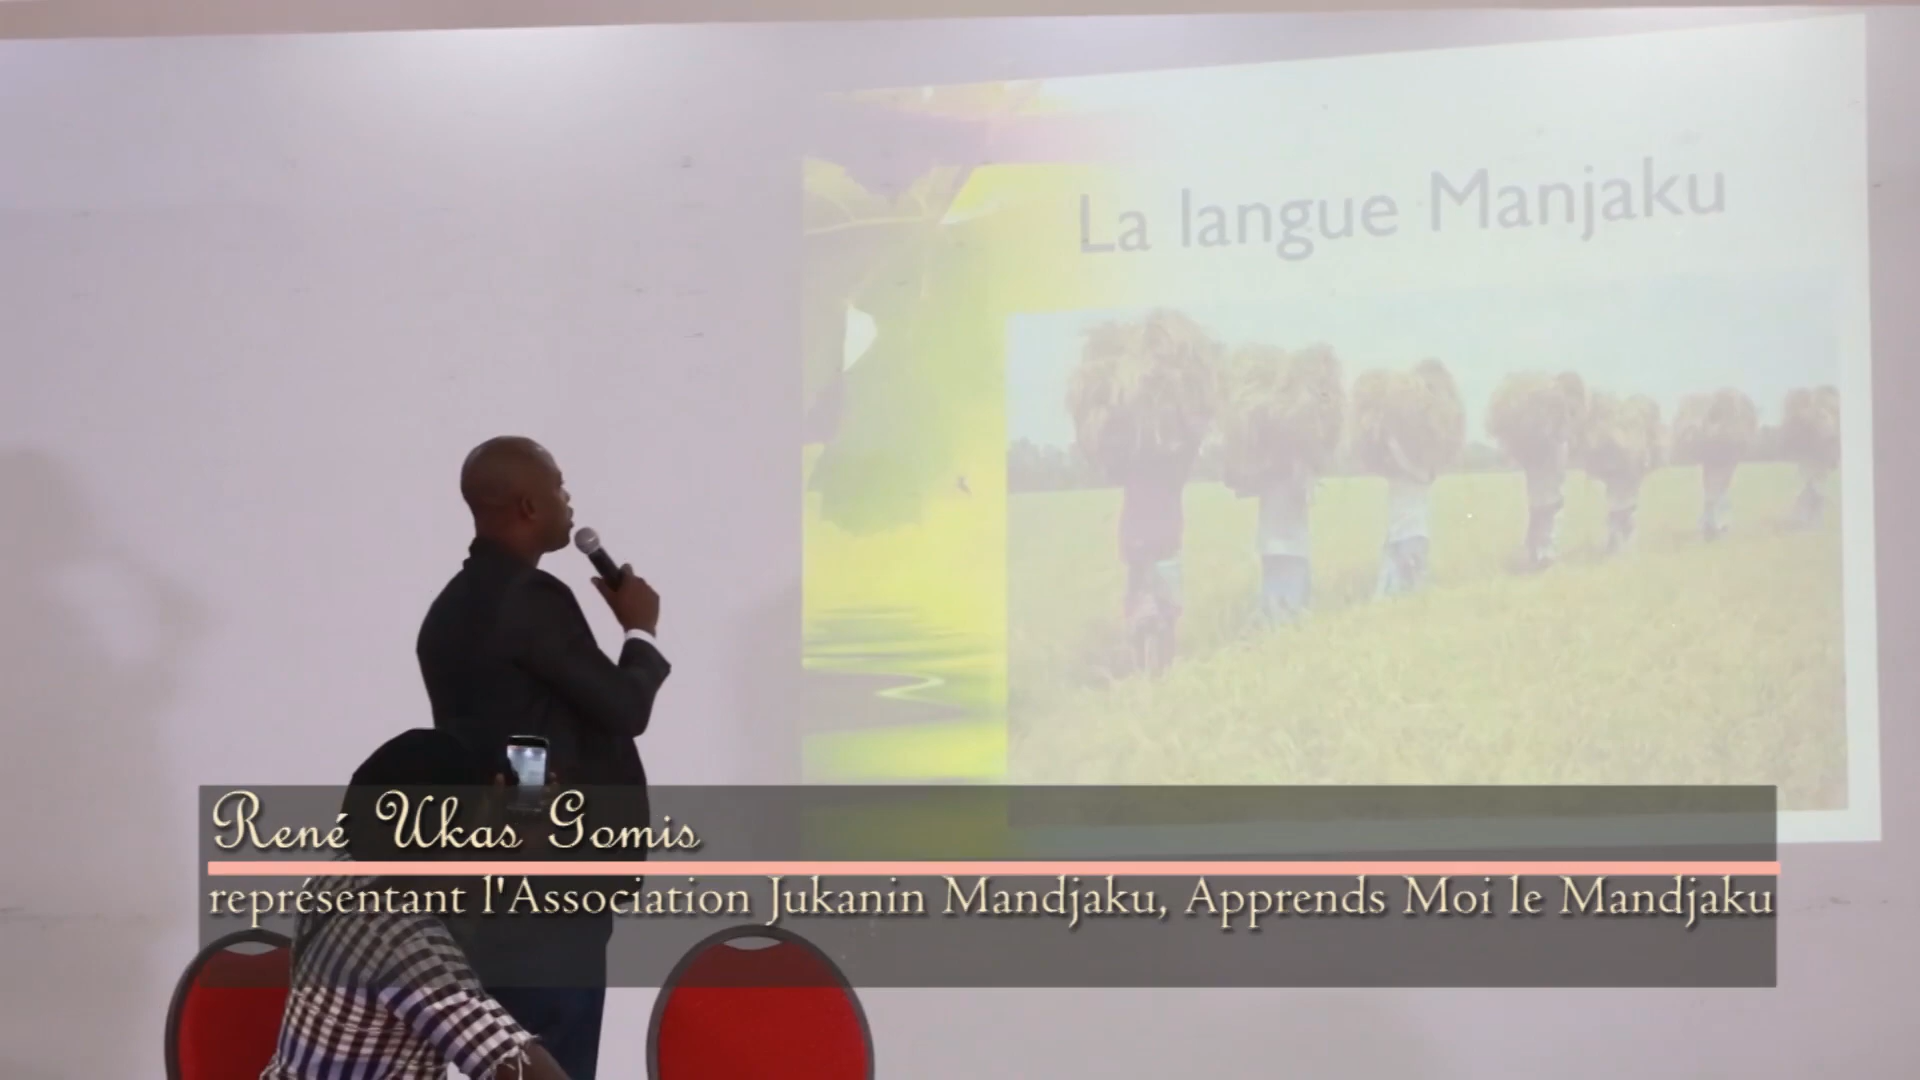 La langue Manjaku
René Ukas Gomis
représentant l'Association Jukanin Mandjaku, Apprends Moi le Mandjaku